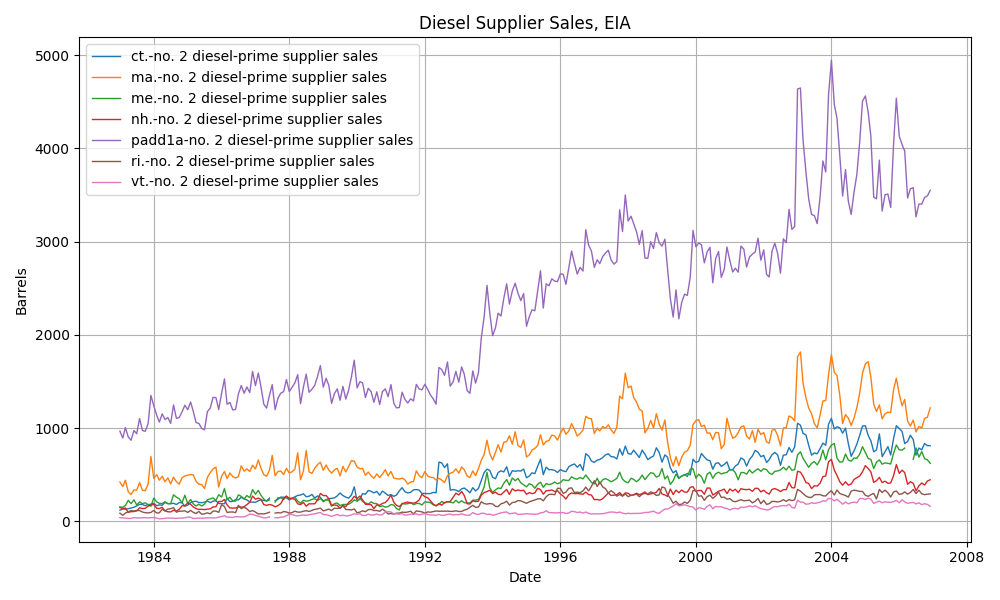 Diesel Supplier Sales, EIA
ct.-no. 2 diesel-prime supplier sales
ma.-no. 2 diesel-prime supplier sales
me.-no. 2 diesel-prime supplier sales
nh.-no. 2 diesel-prime supplier sales
padd1a-no. 2 diesel-prime supplier sales
ri.-no. 2 diesel-prime supplier sales
vt.-no. 2 diesel-prime supplier sales
Barrels
5000
4000
3000
2000
1000
0
1984 1988 1992 1996 2000 2004 2008
Date